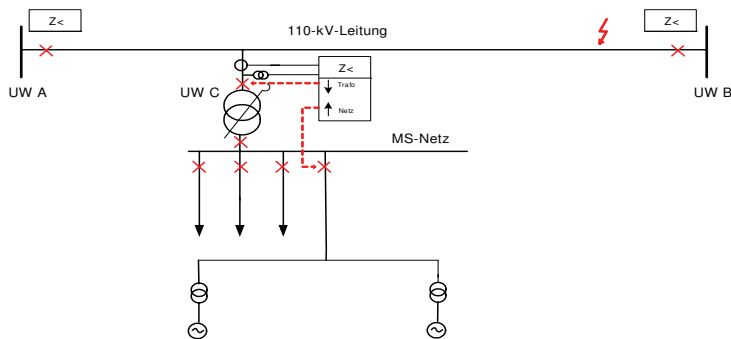 Z<
110-kV-Leitung
Z<
UW A
UW C
Z<
Trafo
Netz
UW B
MS-Netz